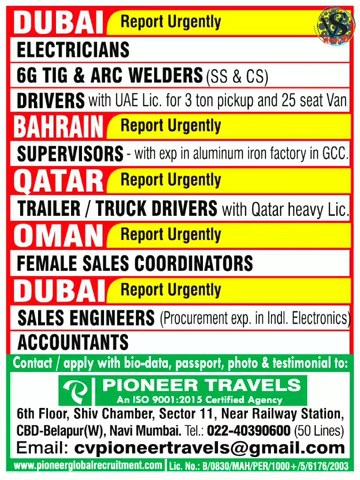 DUBAI Report Urgently
ELECTRICIANS
6G TIG & ARC WELDERS (SS & CS)
DRIVERS with UAE Lic. for 3 ton pickup and 25 seat Van
BAHRAIN Report Urgently
SUPERVISORS - with exp in aluminum iron factory in GCC.
QATAR Report Urgently
TRAILER / TRUCK DRIVERS with Qatar heavy Lic.
OMAN Report Urgently
FEMALE SALES COORDINATORS
DUBAI Report Urgently
SALES ENGINEERS (Procurement exp. in Indl. Electronics)
ACCOUNTANTS
Contact / apply with bio-data, passport, photo & testimonial to:
PIONEER TRAVELS
An ISO 9001:2015 Certified Agency
6th Floor, Shiv Chamber, Sector 11, Near Railway Station,
CBD-Belapur(W), Navi Mumbai. Tel.: 022-40390600 (50 Lines)
Email: cvpioneertravels@gmail.com
www.pioneerglobalrecruitment.com Lic. No.: B/0830/MAH/PER/1000+/5/6176/2003